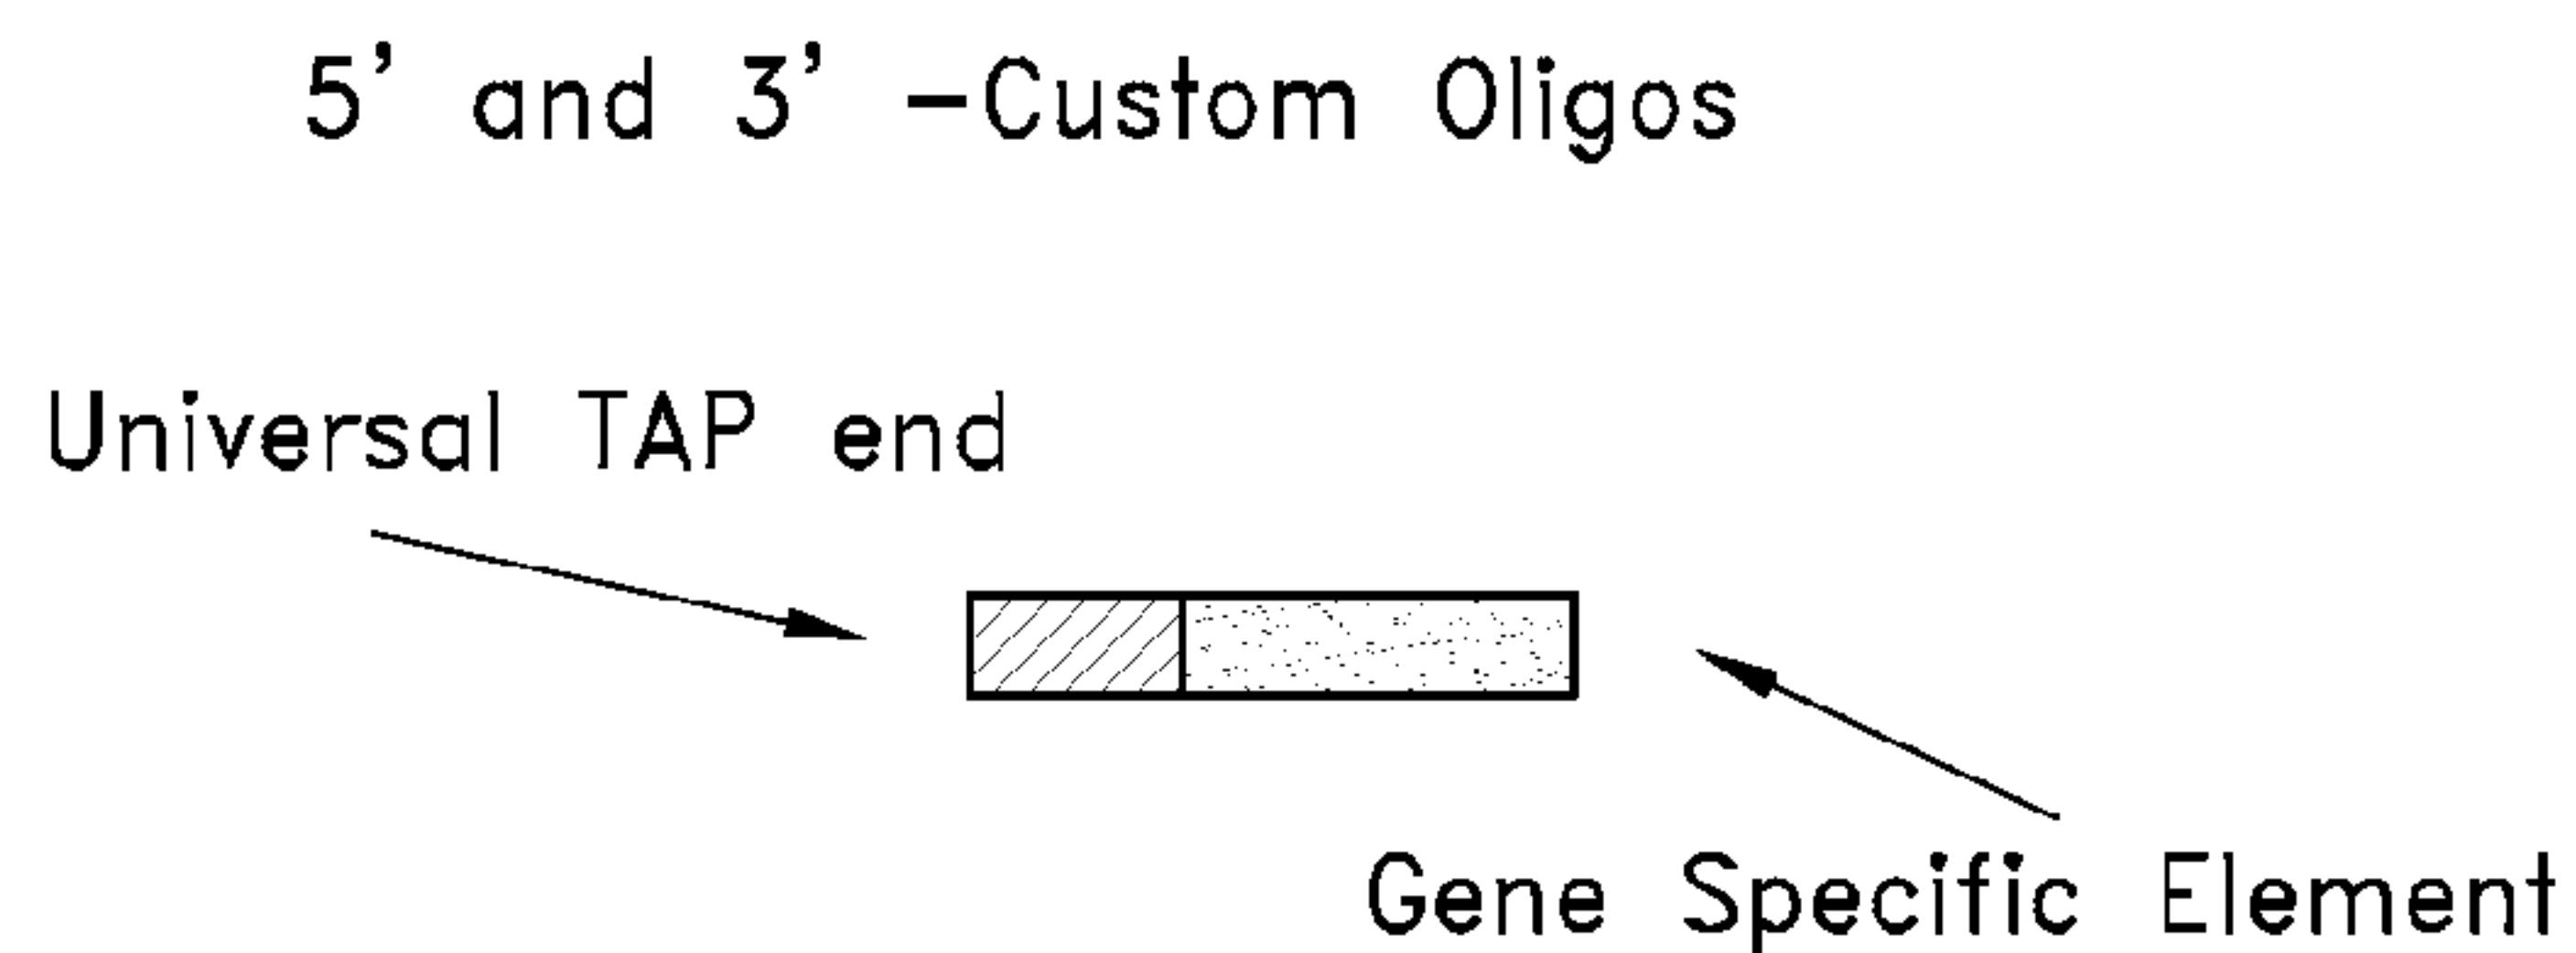 5' and 3' -Custom Oligos
Universal TAP end
Gene Specific Element